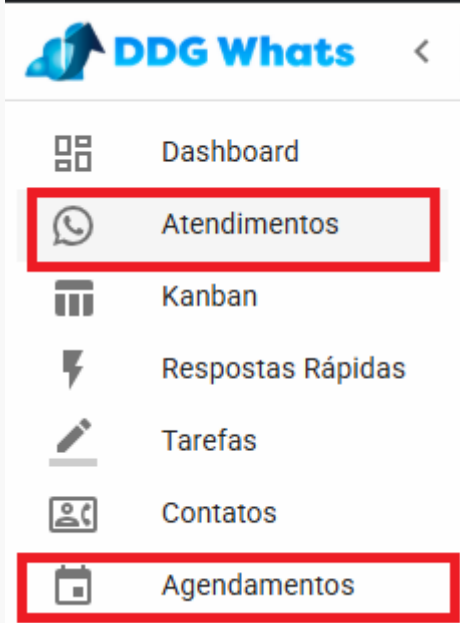 DDG Whats
Dashboard
Atendimentos
Kanban
Respostas Rápidas
Tarefas
Contatos
Agendamentos